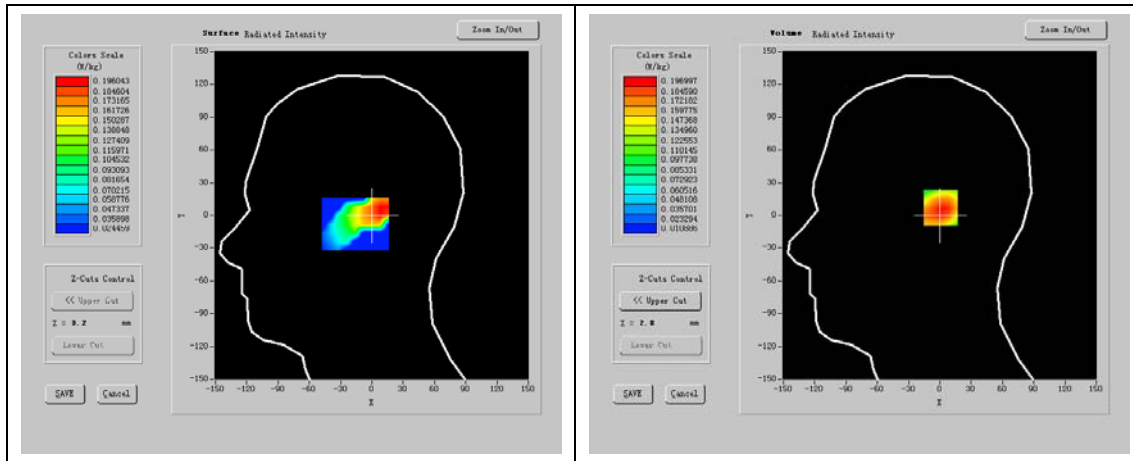 Surface Radiated Intensity
Zoom In/Out
Colors Scale
(W/kg)
0.196043
0.184604
0.173165
0.161726
0.150287
0.138848
0.127409
0.115971
0.104532
0.093093
0.081654
0.070215
0.058776
0.047337
0.035898
0.024459
150
120
90
60
30
0
-30
-60
-90
-120
-150
Y
-150 -120 -90 -60 -30 0 30 60 90 120 150
X
Z-Cuts Control
<< Upper Cut
Z = 3.2 mm
Lower Cut
SAVE
Cancel
Volume Radiated Intensity
Zoom In/Out
Colors Scale
(W/kg)
0.196997
0.184590
0.172182
0.159775
0.147368
0.134960
0.122553
0.110145
0.097738
0.085331
0.072923
0.060516
0.048108
0.035701
0.023294
0.010886
150
120
90
60
30
0
-30
-60
-90
-120
-150
Y
-150 -120 -90 -60 -30 0 30 60 90 120 150
X
Z-Cuts Control
<< Upper Cut
Z = mm
Lower Cut
SAVE
Cancel